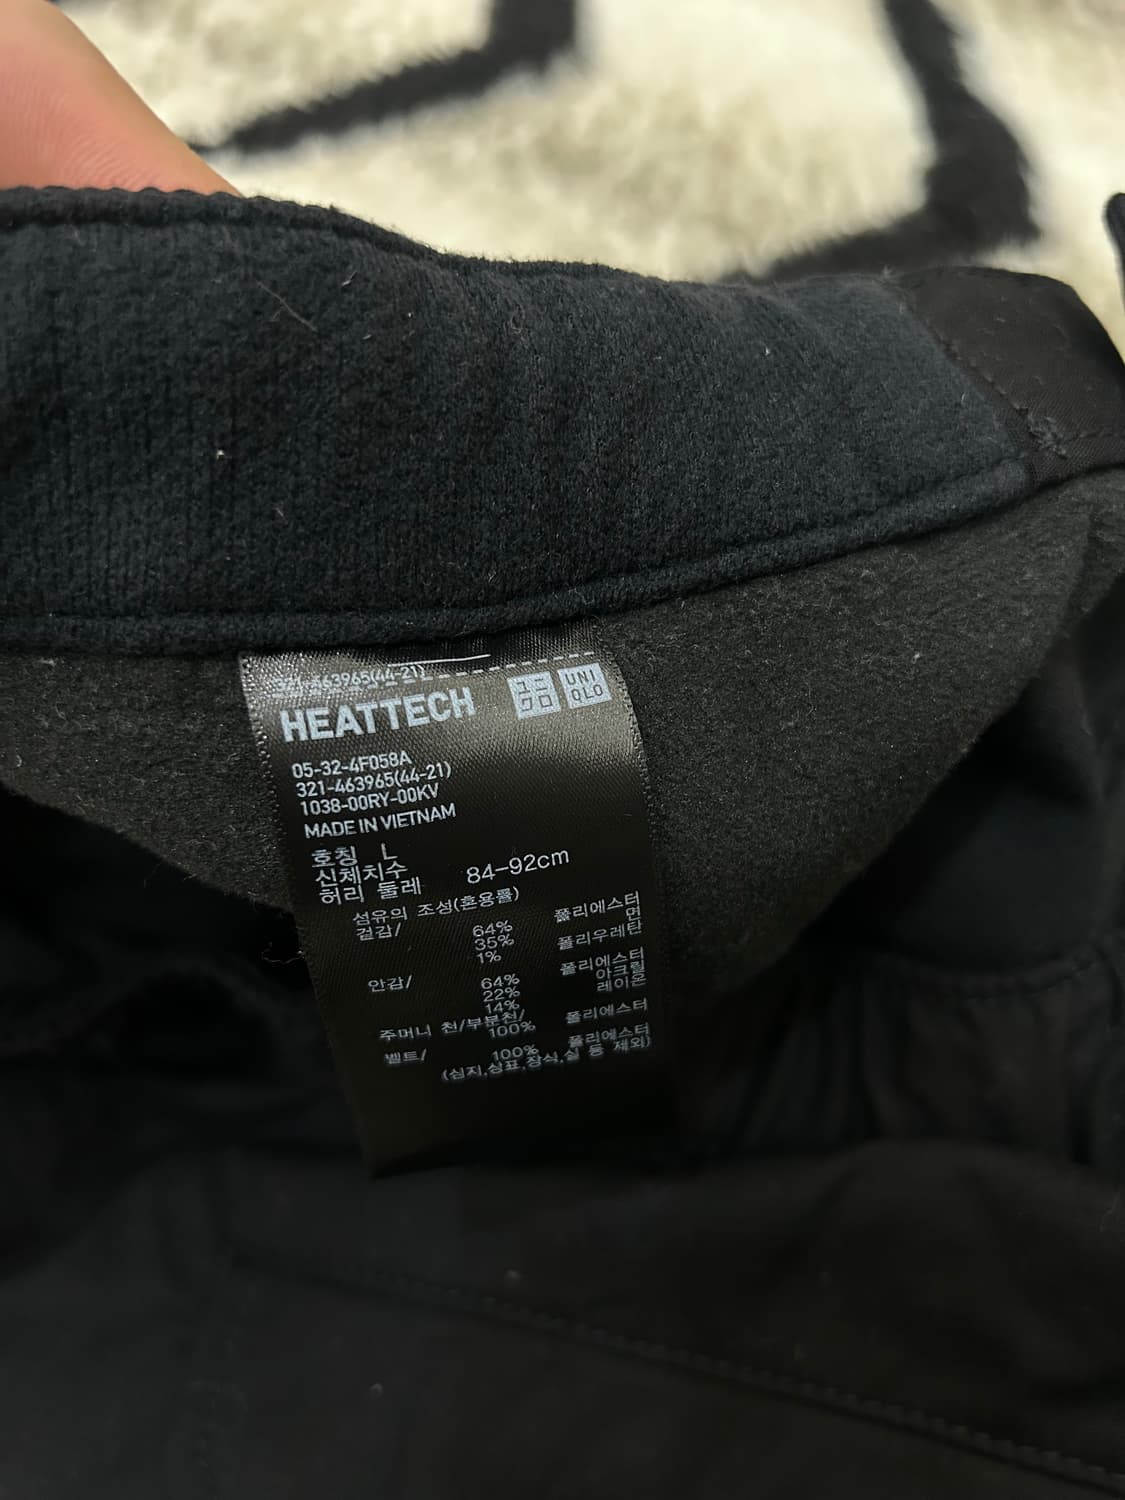 321-463965(44-21)
HEATTECH
ユニクロ UNIQLO
05-32-4F058A
321-463965(44-21)
1038-00RY-00KV
MADE IN VIETNAM
호칭 L
신체치수
허리 둘레 84-92cm
섬유의 조성(혼용률)
겉감/ 64% 폴리에스터
35% 면
1% 폴리우레탄
안감/ 64% 폴리에스터
22% 아크릴
14% 레이온
주머니 천/부분천/
100% 폴리에스터
벨트/ 100% 폴리에스터
(심지,상표,장식,실 등 제외)